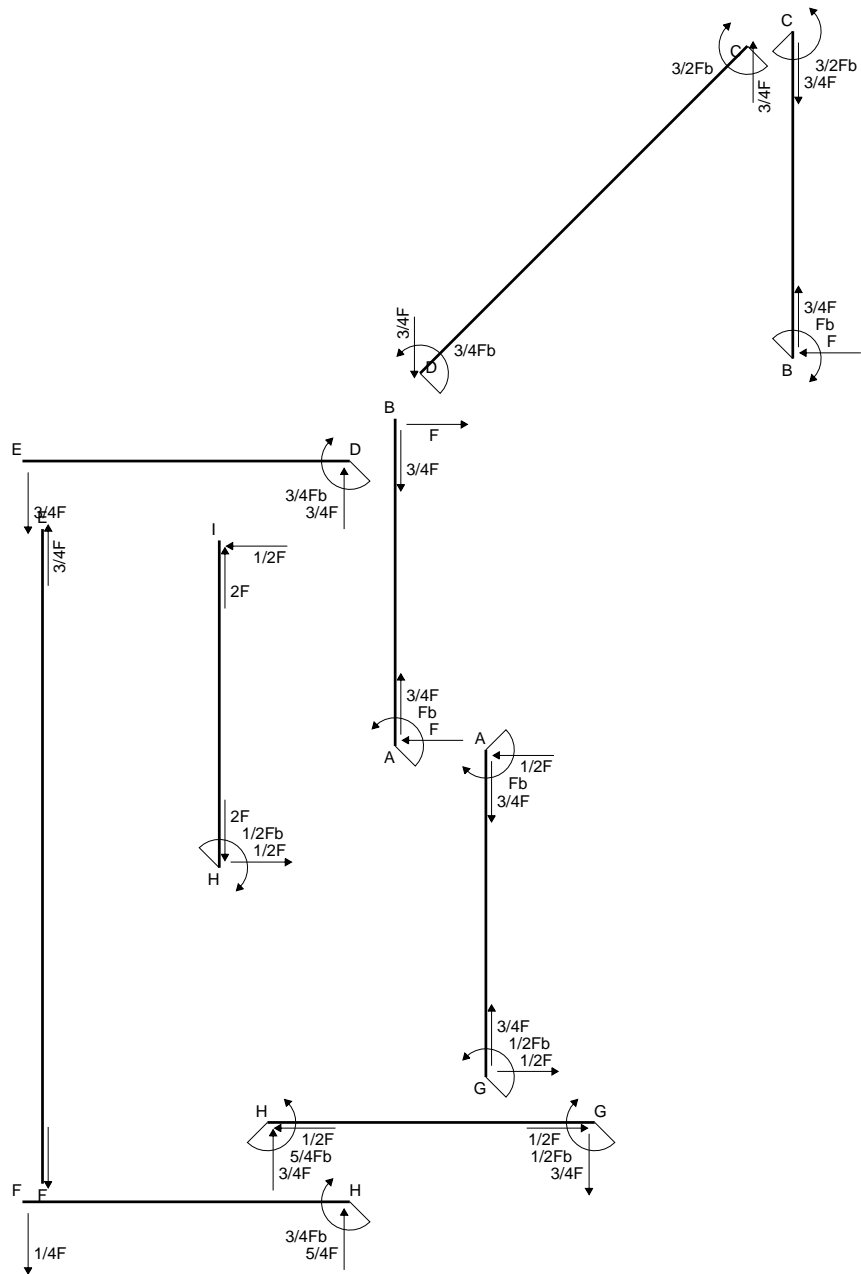 C
C
3/2Fb
3/4F
3/2Fb
3/4F
3/4F
3/4Fb
D
3/4F
Fb
F
B
B
F
3/4F
E
D
3/4Fb
3/4F
3/4F
E
3/4F
I
1/2F
2F
3/4F
Fb
F
A
A
1/2F
Fb
3/4F
2F
1/2Fb
1/2F
H
3/4F
1/2Fb
1/2F
G
H
G
1/2F
5/4Fb
3/4F
1/2F
1/2Fb
3/4F
F
F
H
3/4Fb
5/4F
1/4F